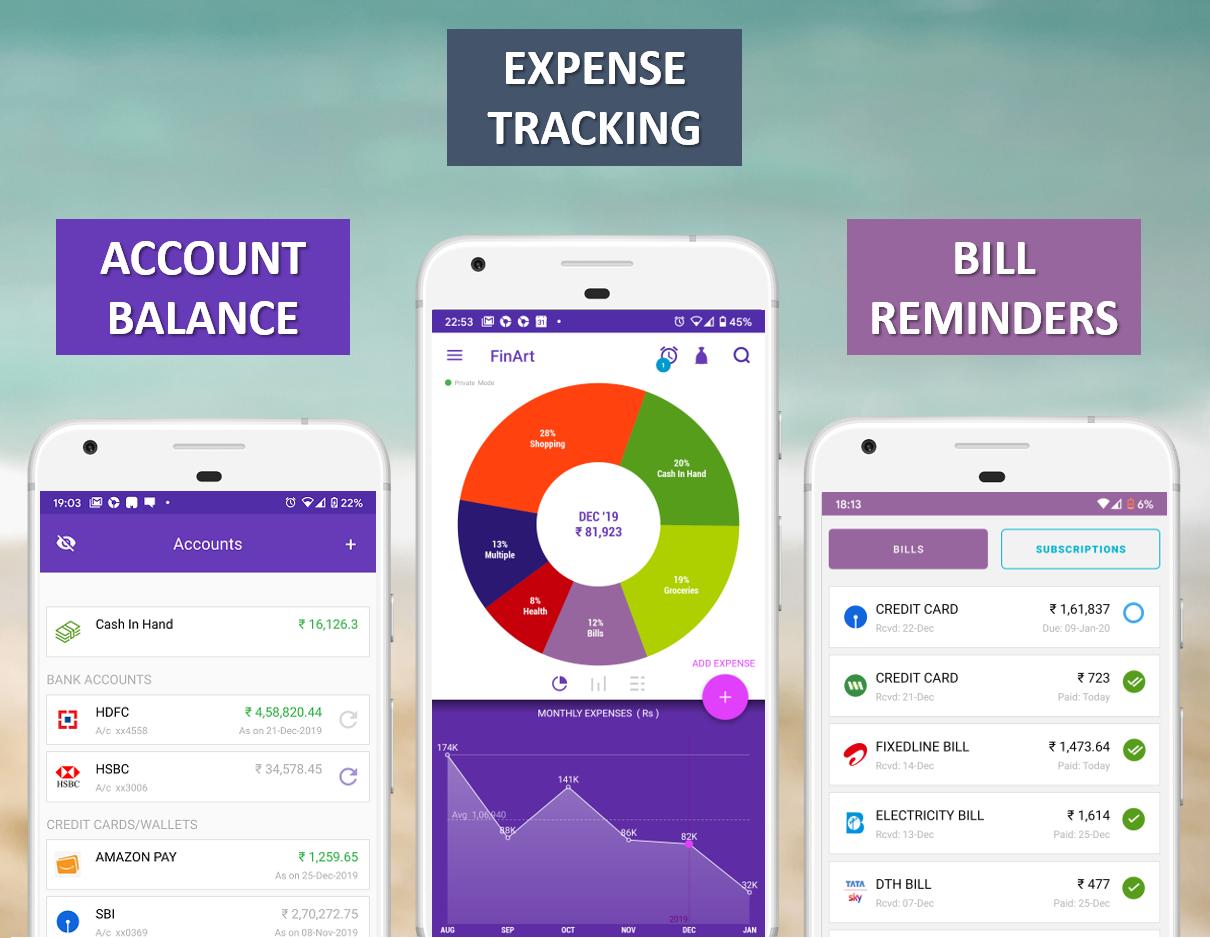 EXPENSE
TRACKING
ACCOUNT
BALANCE
BILL
REMINDERS
19:03
22%
Accounts
+
Cash In Hand ₹ 16,126.3
BANK ACCOUNTS
HDFC ₹ 4,58,820.44
A/c xx4558 As on 21-Dec-2019
HSBC HSBC ₹ 34,578.45
A/c xx3006
CREDIT CARDS/WALLETS
AMAZON PAY ₹ 1,259.65
As on 25-Dec-2019
SBI ₹ 2,70,272.75
A/c xx0369 As on 08-Nov-2019
22:53 31 45%
FinArt
1
Private Mode
28%
Shopping
20%
Cash In Hand
DEC '19
₹ 81,923
13%
Multiple
19%
Groceries
8%
Health
12%
Bills
ADD EXPENSE
+
MONTHLY EXPENSES ( Rs )
174K
141K
Avg 1,06,940
88K
86K
82K
32K
2019
AUG SEP OCT NOV DEC JAN
18:13 6%
BILLS SUBSCRIPTIONS
CREDIT CARD ₹ 1,61,837
Rcvd: 22-Dec Due: 09-Jan-20
CREDIT CARD ₹ 723
Rcvd: 21-Dec Paid: Today
FIXEDLINE BILL ₹ 1,473.64
Rcvd: 14-Dec Paid: Today
ELECTRICITY BILL ₹ 1,614
Rcvd: 13-Dec Paid: 25-Dec
TATA sky DTH BILL ₹ 477
Rcvd: 07-Dec Paid: 25-Dec